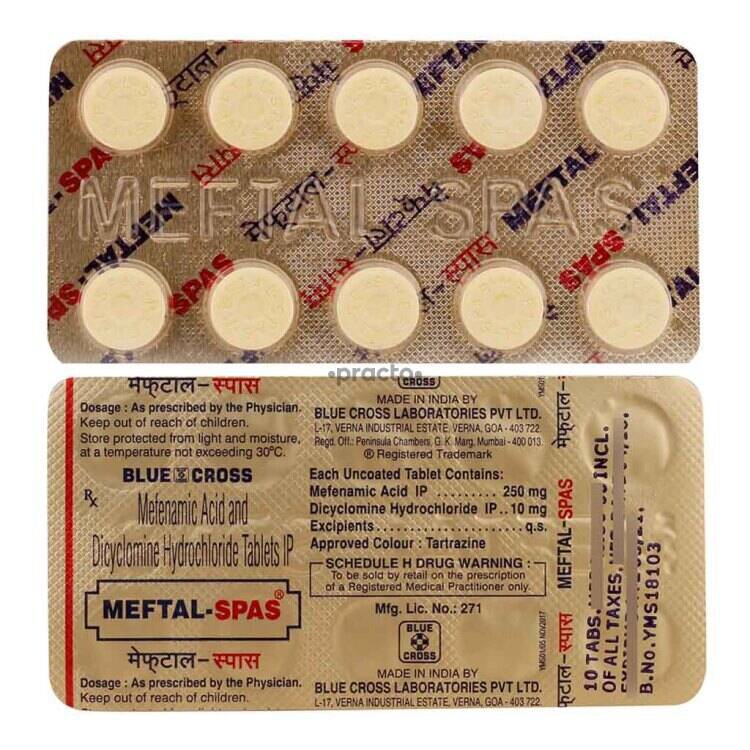 मेफ्टाल-स्पास
MEFTAL-SPAS
MEFTAL SPAS
•practo•
मेफ्टाल-स्पास
Dosage : As prescribed by the Physician.
Keep out of reach of children.
Store protected from light and moisture,
at a temperature not exceeding 30°C.
BLUE CROSS
Rx
Mefenamic Acid and
Dicyclomine Hydrochloride Tablets IP
MEFTAL-SPAS®
मेफ्टाल-स्पास
Dosage : As prescribed by the Physician.
Keep out of reach of children.
CROSS
MADE IN INDIA BY
BLUE CROSS LABORATORIES PVT LTD.
L-17, VERNA INDUSTRIAL ESTATE, VERNA, GOA - 403 722.
Regd. Off.: Peninsula Chambers, G. K. Marg, Mumbai - 400 013.
® Registered Trademark
Each Uncoated Tablet Contains:
Mefenamic Acid IP ......... 250 mg
Dicyclomine Hydrochloride IP .. 10 mg
Excipients.................... q.s.
Approved Colour : Tartrazine
SCHEDULE H DRUG WARNING :
To be sold by retail on the prescription
of a Registered Medical Practitioner only.
Mfg. Lic. No.: 271
BLUE
CROSS
MADE IN INDIA BY
BLUE CROSS LABORATORIES PVT LTD.
L-17, VERNA INDUSTRIAL ESTATE, VERNA, GOA - 403 722.
YMS01/65 NOV2017
मेफ्टाल-स्पास
MEFTAL-SPAS
मेफ्टाल-स्पास
10 TABS. INCL.
OF ALL TAXES.
B.No.YMS18103